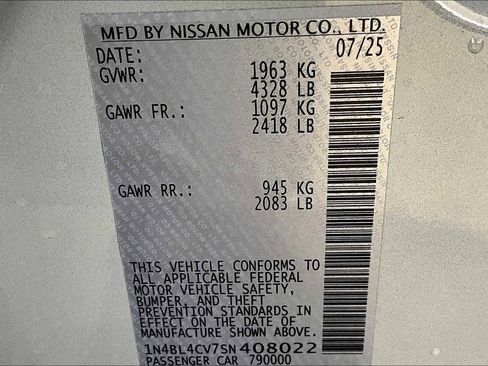 MFD BY NISSAN MOTOR CO., LTD.
DATE: 07/25
GVWR: 1963 KG
4328 LB
GAWR FR.: 1097 KG
2418 LB
GAWR RR.: 945 KG
2083 LB
THIS VEHICLE CONFORMS TO
ALL APPLICABLE FEDERAL
MOTOR VEHICLE SAFETY,
BUMPER, AND THEFT
PREVENTION STANDARDS IN
EFFECT ON THE DATE OF
MANUFACTURE SHOWN ABOVE.
1N4BL4CV7SN408022
PASSENGER CAR 790000